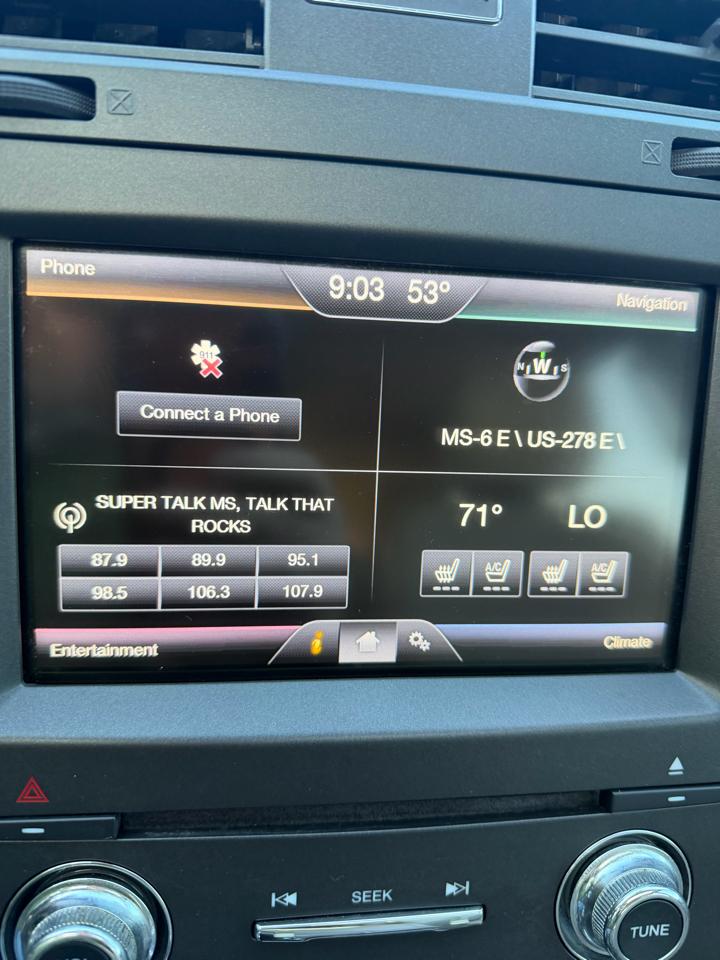 Phone
9:03 53°
Navigation
911
Connect a Phone
N W S
MS-6 E \ US-278 E \
SUPER TALK MS, TALK THAT
ROCKS
87.9 89.9 95.1
98.5 106.3 107.9
71° LO
A/C A/C
Entertainment
i
Climate
SEEK
TUNE